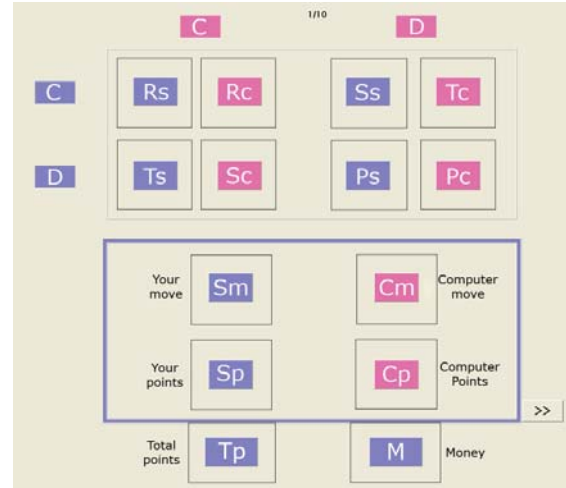 1/10
C D
C Rs Rc Ss Tc
D Ts Sc Ps Pc
Your move Sm Cm Computer move
Your points Sp Cp Computer Points
>>
Total points Tp M Money